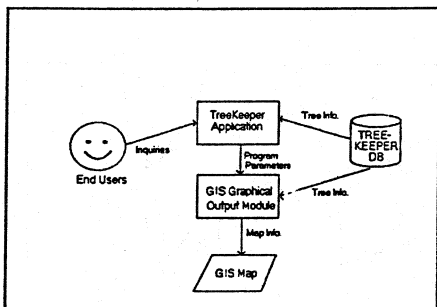 TreeKeeper
Application
Tree Info.
TREE-
KEEPER
DB
Inquiries
End Users
Program
Parameters
GIS Graphical
Output Module
Tree Info.
Map Info.
GIS Map